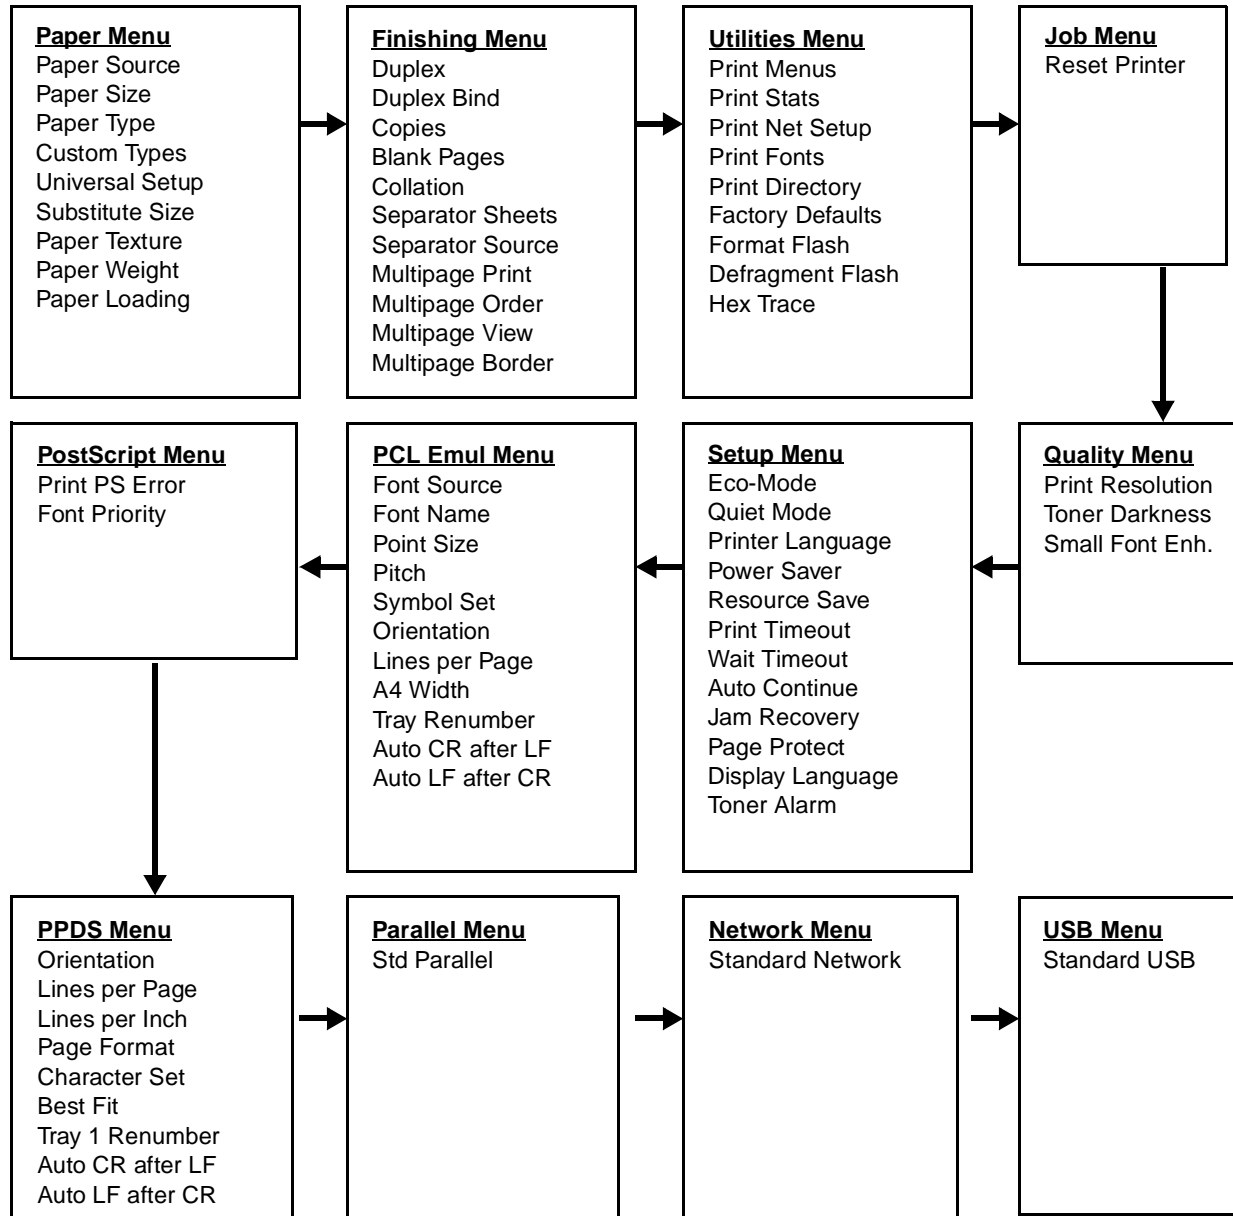 Paper Menu
Paper Source
Paper Size
Paper Type
Custom Types
Universal Setup
Substitute Size
Paper Texture
Paper Weight
Paper Loading
Finishing Menu
Duplex
Duplex Bind
Copies
Blank Pages
Collation
Separator Sheets
Separator Source
Multipage Print
Multipage Order
Multipage View
Multipage Border
Utilities Menu
Print Menus
Print Stats
Print Net Setup
Print Fonts
Print Directory
Factory Defaults
Format Flash
Defragment Flash
Hex Trace
Job Menu
Reset Printer
Quality Menu
Print Resolution
Toner Darkness
Small Font Enh.
Setup Menu
Eco-Mode
Quiet Mode
Printer Language
Power Saver
Resource Save
Print Timeout
Wait Timeout
Auto Continue
Jam Recovery
Page Protect
Display Language
Toner Alarm
PCL Emul Menu
Font Source
Font Name
Point Size
Pitch
Symbol Set
Orientation
Lines per Page
A4 Width
Tray Renumber
Auto CR after LF
Auto LF after CR
PostScript Menu
Print PS Error
Font Priority
PPDS Menu
Orientation
Lines per Page
Lines per Inch
Page Format
Character Set
Best Fit
Tray 1 Renumber
Auto CR after LF
Auto LF after CR
Parallel Menu
Std Parallel
Network Menu
Standard Network
USB Menu
Standard USB